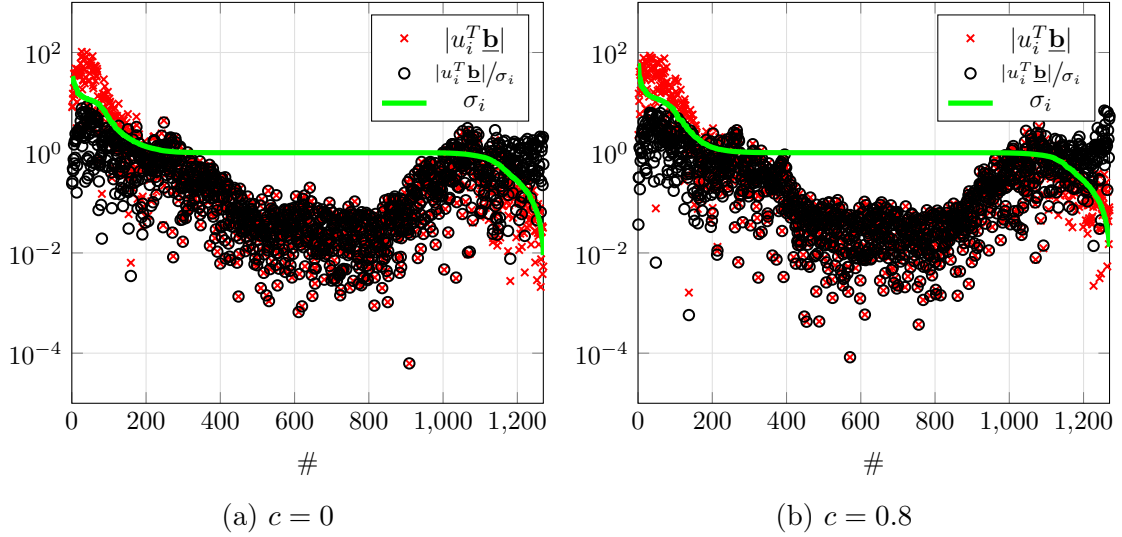 |u_i^T b| |u_i^T b|
|u_i^T b|/σ_i |u_i^T b|/σ_i
σ_i σ_i
10^2 10^2
10^0 10^0
10^−2 10^−2
10^−4 10^−4
0 200 400 600 800 1,000 1,200 0 200 400 600 800 1,000 1,200
# #
(a) c = 0 (b) c = 0.8